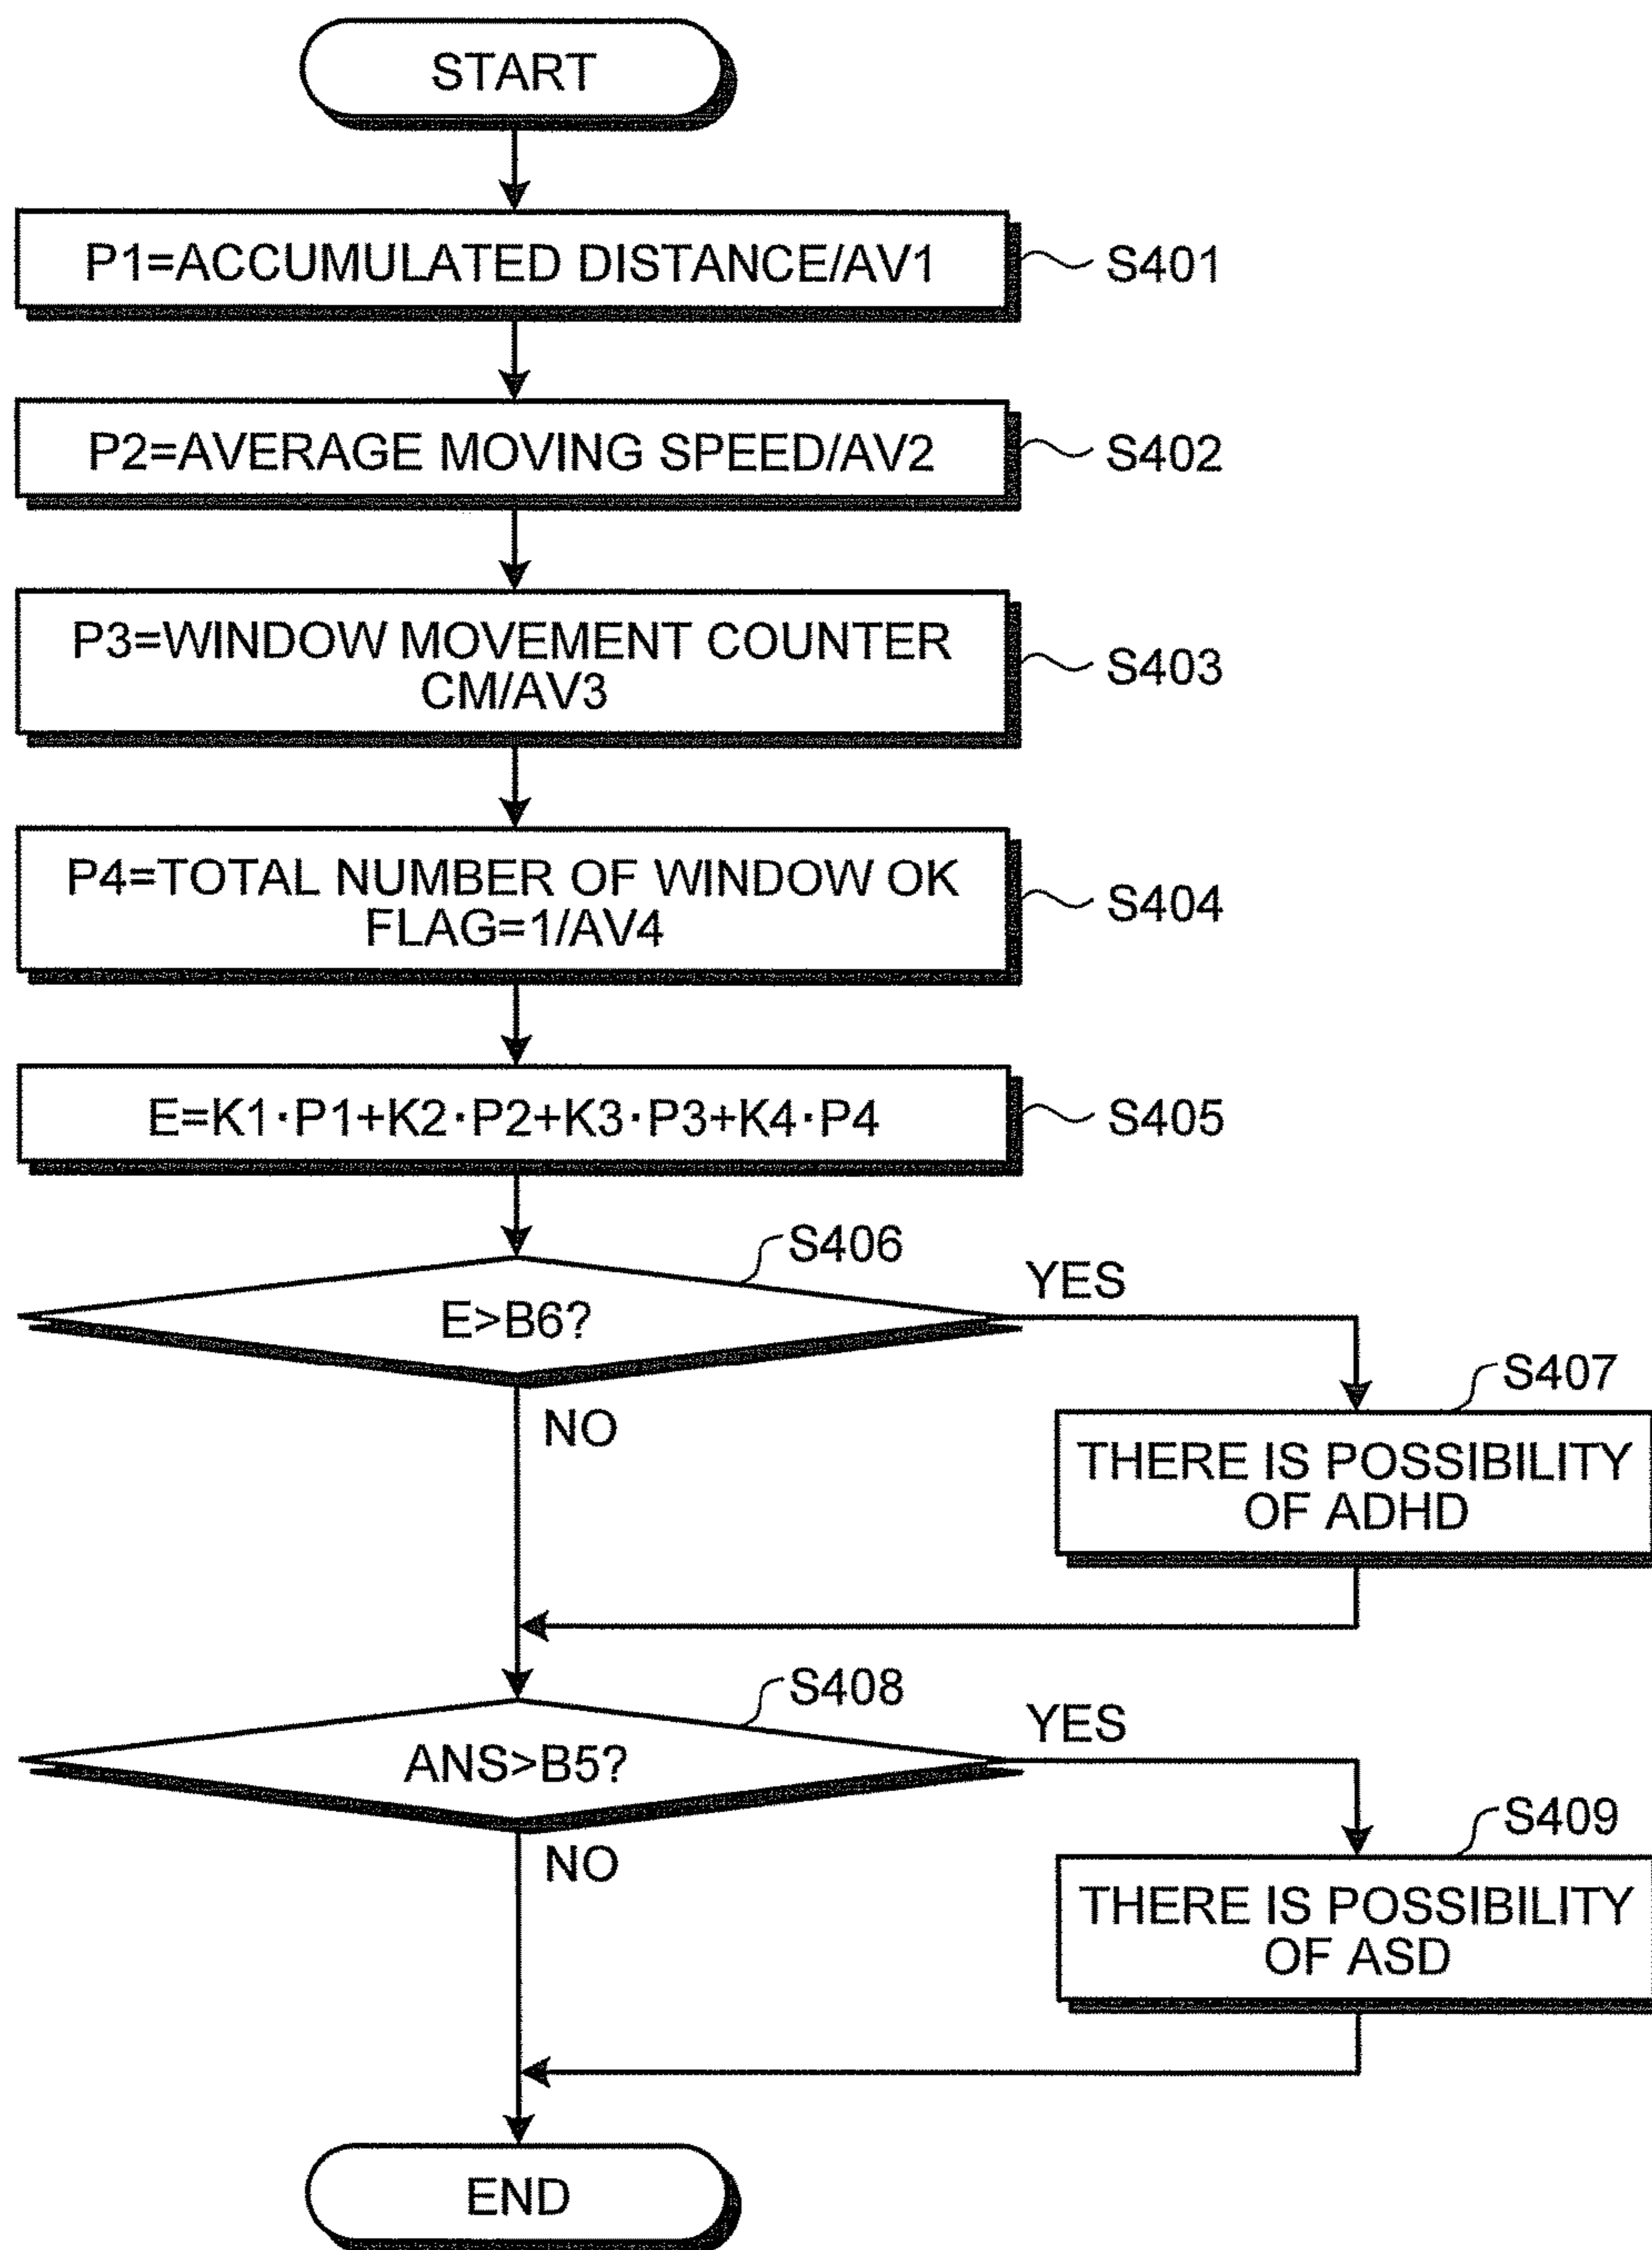 START
P1=ACCUMULATED DISTANCE/AV1
S401
P2=AVERAGE MOVING SPEED/AV2
S402
P3=WINDOW MOVEMENT COUNTER
CM/AV3
S403
P4=TOTAL NUMBER OF WINDOW OK
FLAG=1/AV4
S404
E=K1·P1+K2·P2+K3·P3+K4·P4
S405
S406
E>B6?
YES
NO
S407
THERE IS POSSIBILITY
OF ADHD
S408
ANS>B5?
YES
NO
S409
THERE IS POSSIBILITY
OF ASD
END